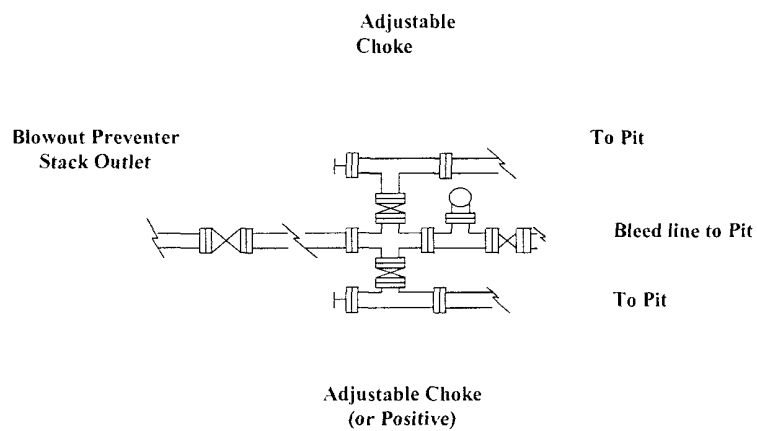 Adjustable
Choke
Blowout Preventer
Stack Outlet
To Pit
Bleed line to Pit
To Pit
Adjustable Choke
(or Positive)